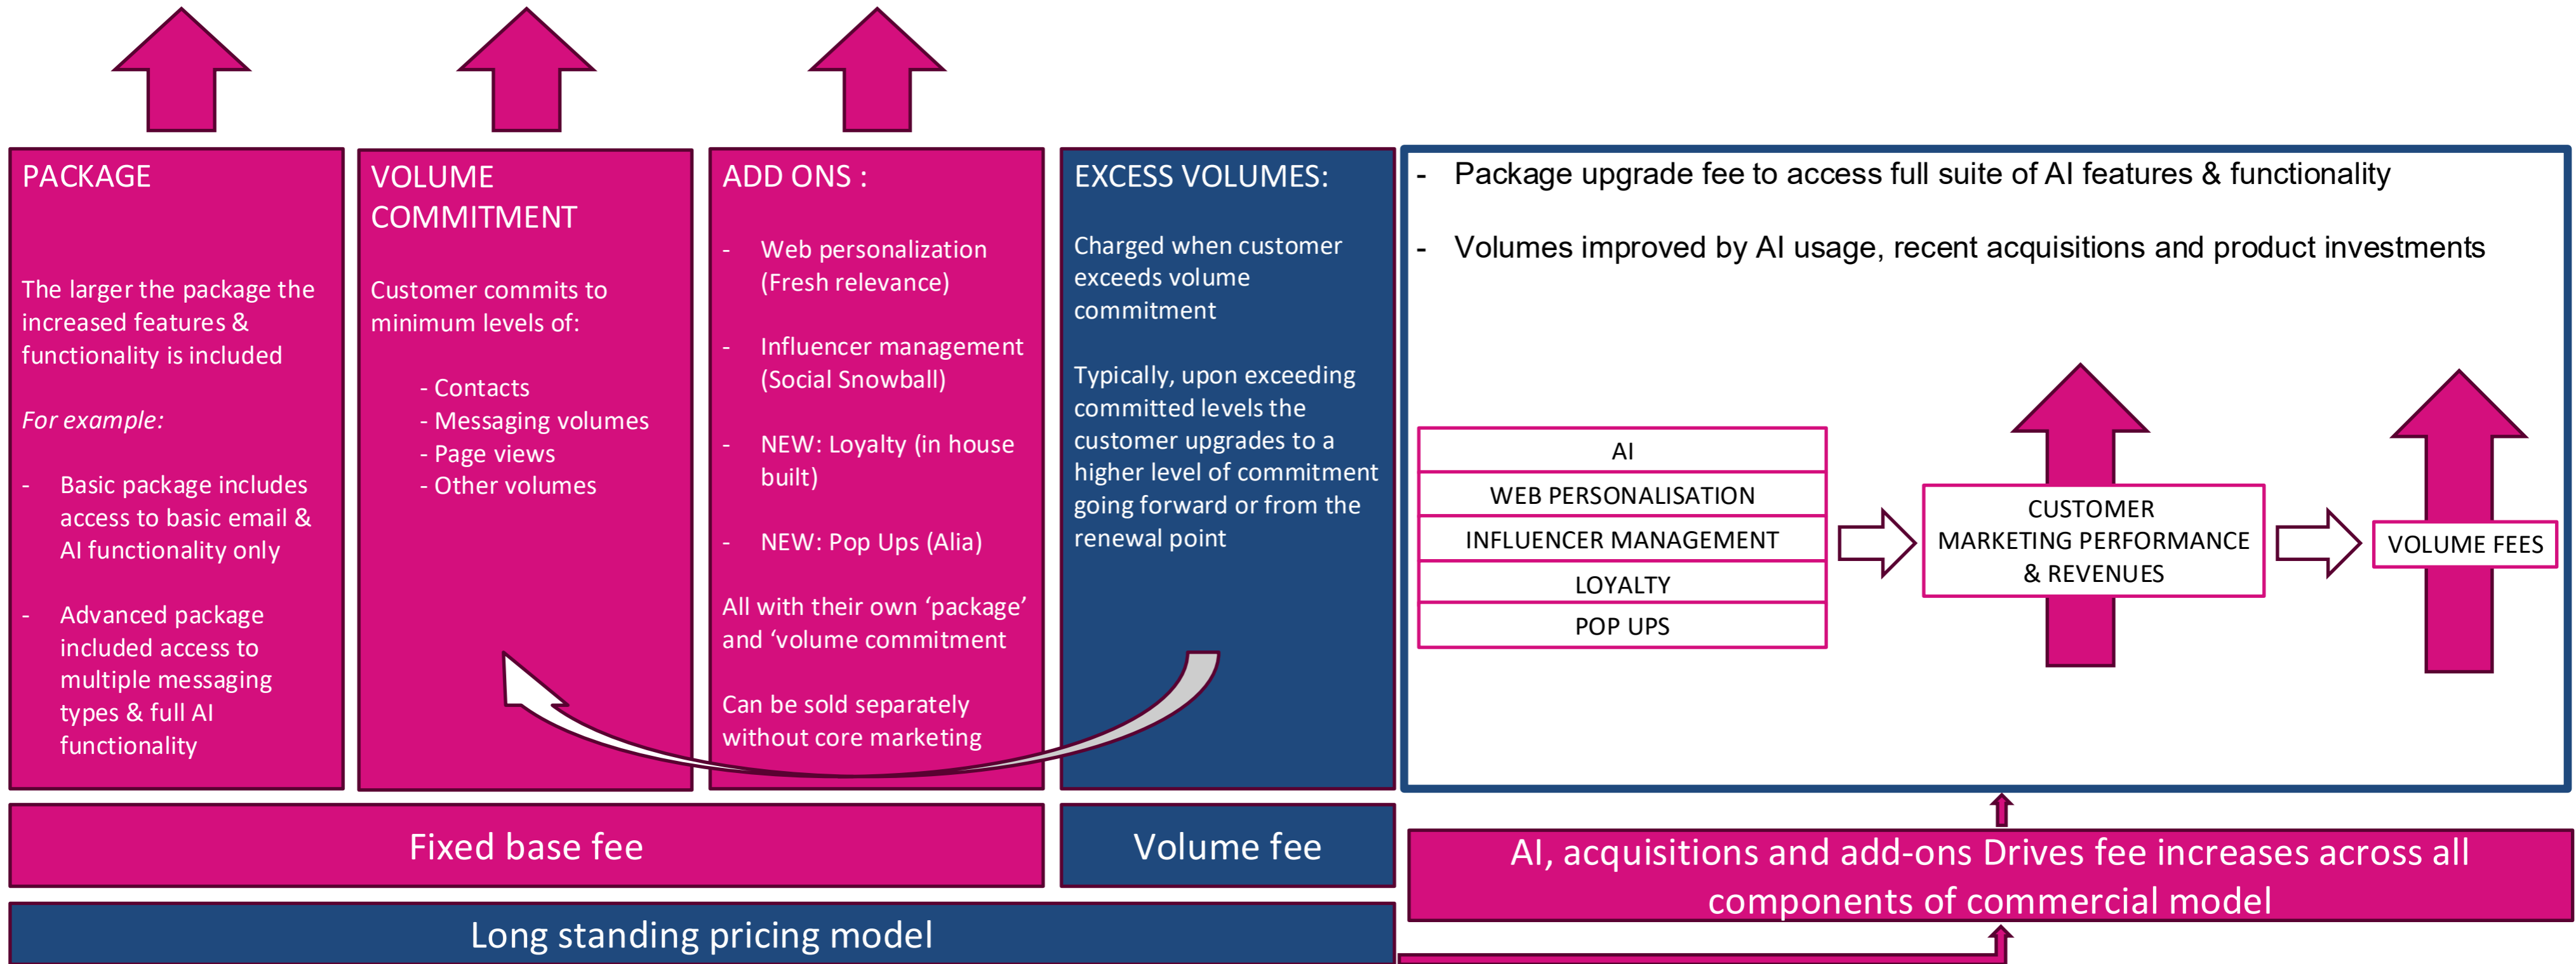 PACKAGE
The larger the package the
increased features &
functionality is included
For example:
- Basic package includes
access to basic email &
AI functionality only
- Advanced package
included access to
multiple messaging
types & full AI
functionality
VOLUME
COMMITMENT
Customer commits to
minimum levels of:
- Contacts
- Messaging volumes
- Page views
- Other volumes
ADD ONS :
- Web personalization
(Fresh relevance)
- Influencer management
(Social Snowball)
- NEW: Loyalty (in house
built)
- NEW: Pop Ups (Alia)
All with their own ‘package’
and ‘volume commitment
Can be sold separately
without core marketing
EXCESS VOLUMES:
Charged when customer
exceeds volume
commitment
Typically, upon exceeding
committed levels the
customer upgrades to a
higher level of commitment
going forward or from the
renewal point
- Package upgrade fee to access full suite of AI features & functionality
- Volumes improved by AI usage, recent acquisitions and product investments
AI
WEB PERSONALISATION
INFLUENCER MANAGEMENT
LOYALTY
POP UPS
CUSTOMER
MARKETING PERFORMANCE
& REVENUES
VOLUME FEES
Fixed base fee
Volume fee
AI, acquisitions and add-ons Drives fee increases across all
components of commercial model
Long standing pricing model